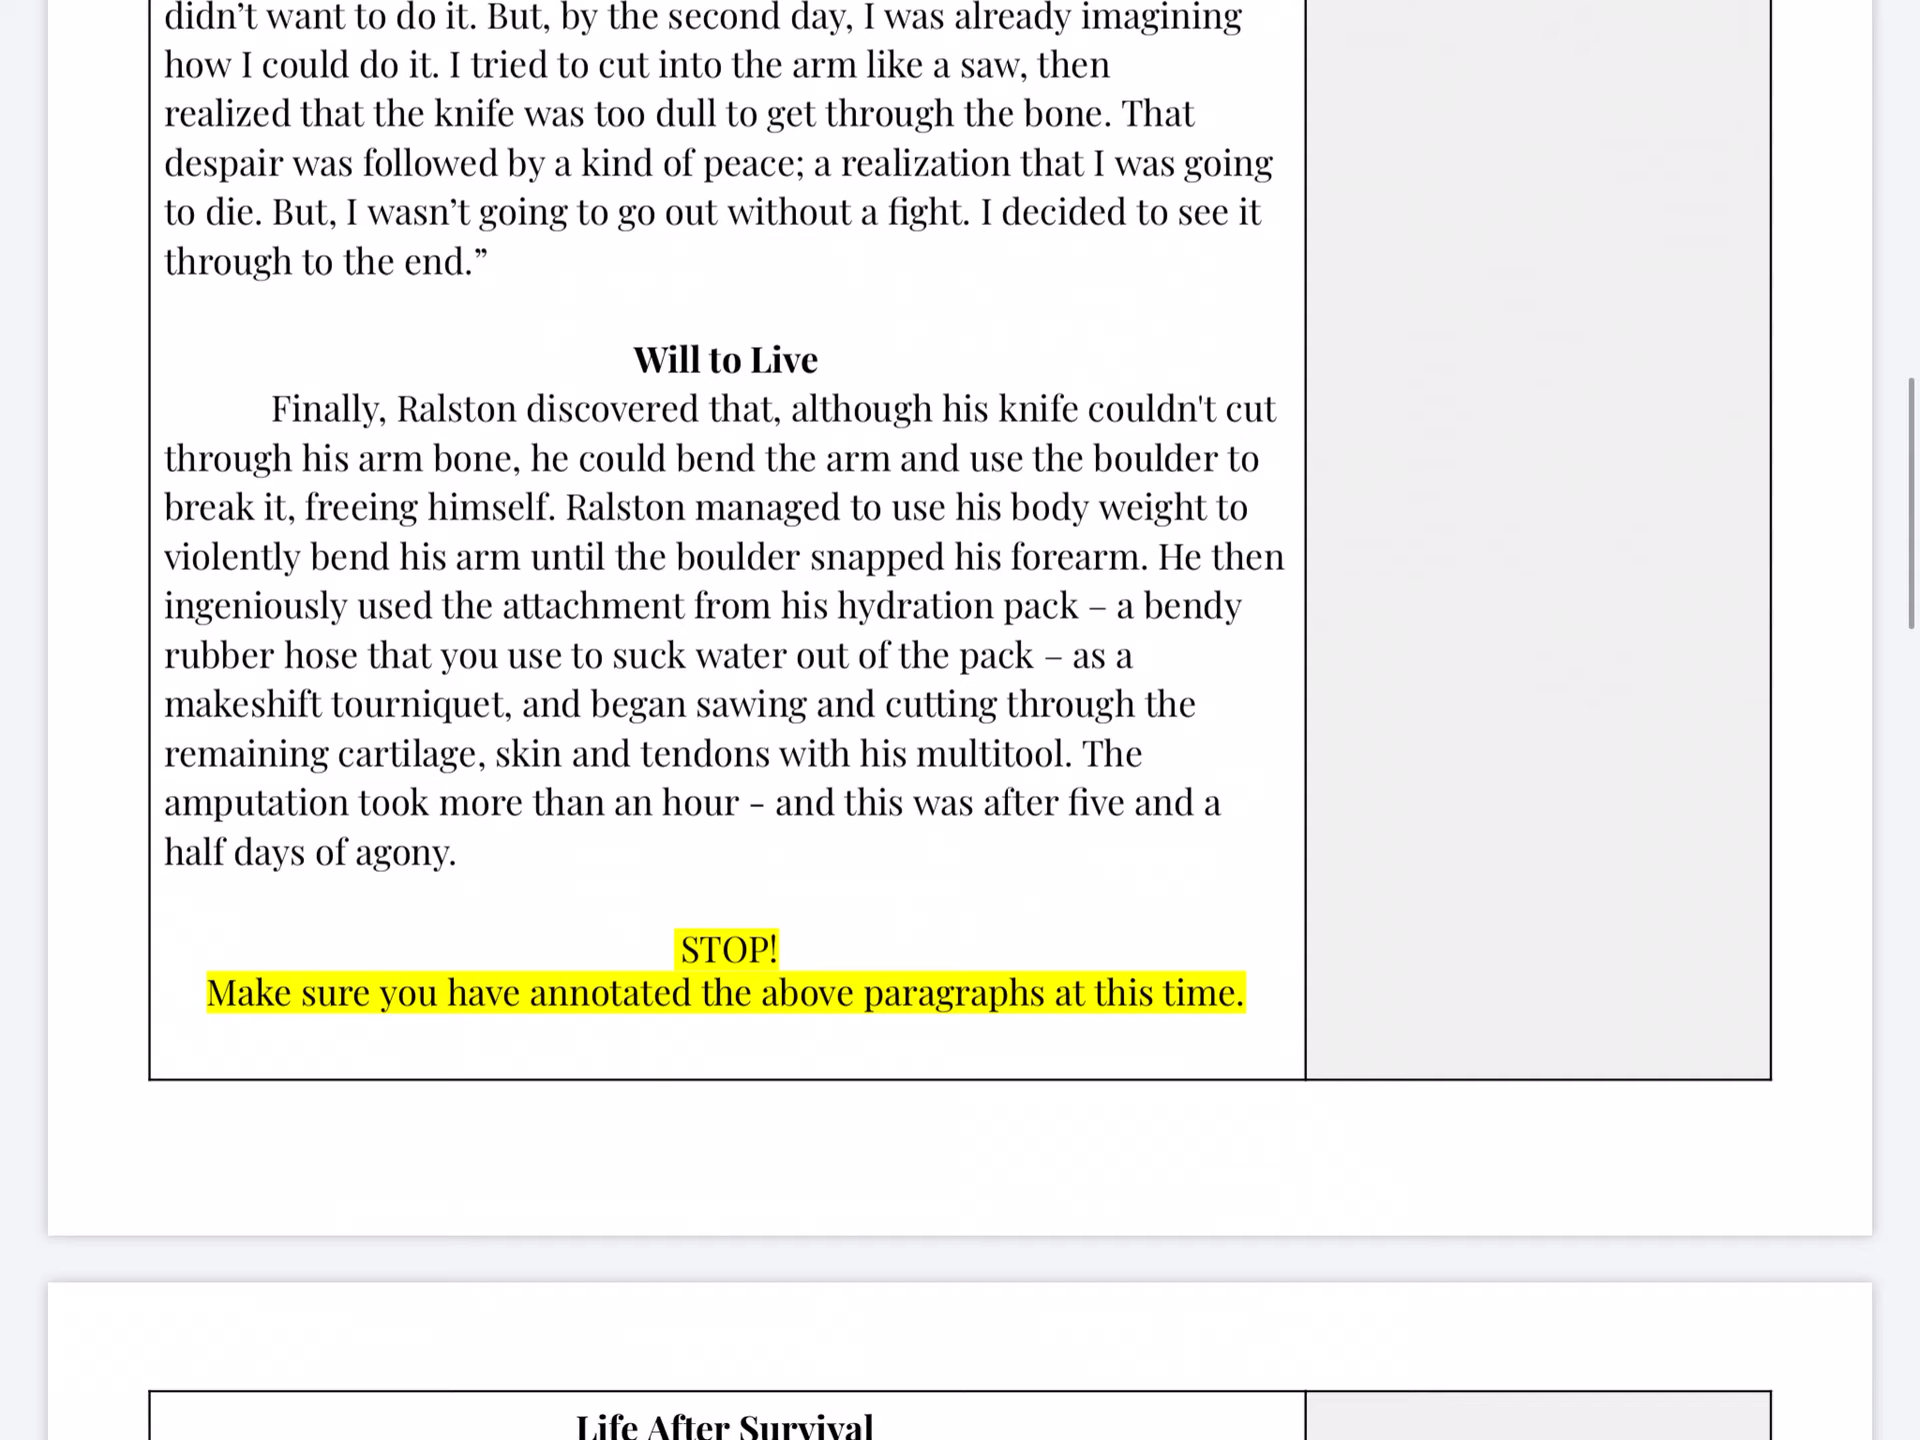 didn’t want to do it. But, by the second day, I was already imagining
how I could do it. I tried to cut into the arm like a saw, then
realized that the knife was too dull to get through the bone. That
despair was followed by a kind of peace; a realization that I was going
to die. But, I wasn’t going to go out without a fight. I decided to see it
through to the end.”
Will to Live
Finally, Ralston discovered that, although his knife couldn't cut
through his arm bone, he could bend the arm and use the boulder to
break it, freeing himself. Ralston managed to use his body weight to
violently bend his arm until the boulder snapped his forearm. He then
ingeniously used the attachment from his hydration pack – a bendy
rubber hose that you use to suck water out of the pack – as a
makeshift tourniquet, and began sawing and cutting through the
remaining cartilage, skin and tendons with his multitool. The
amputation took more than an hour - and this was after five and a
half days of agony.
STOP!
Make sure you have annotated the above paragraphs at this time.
Life After Survival